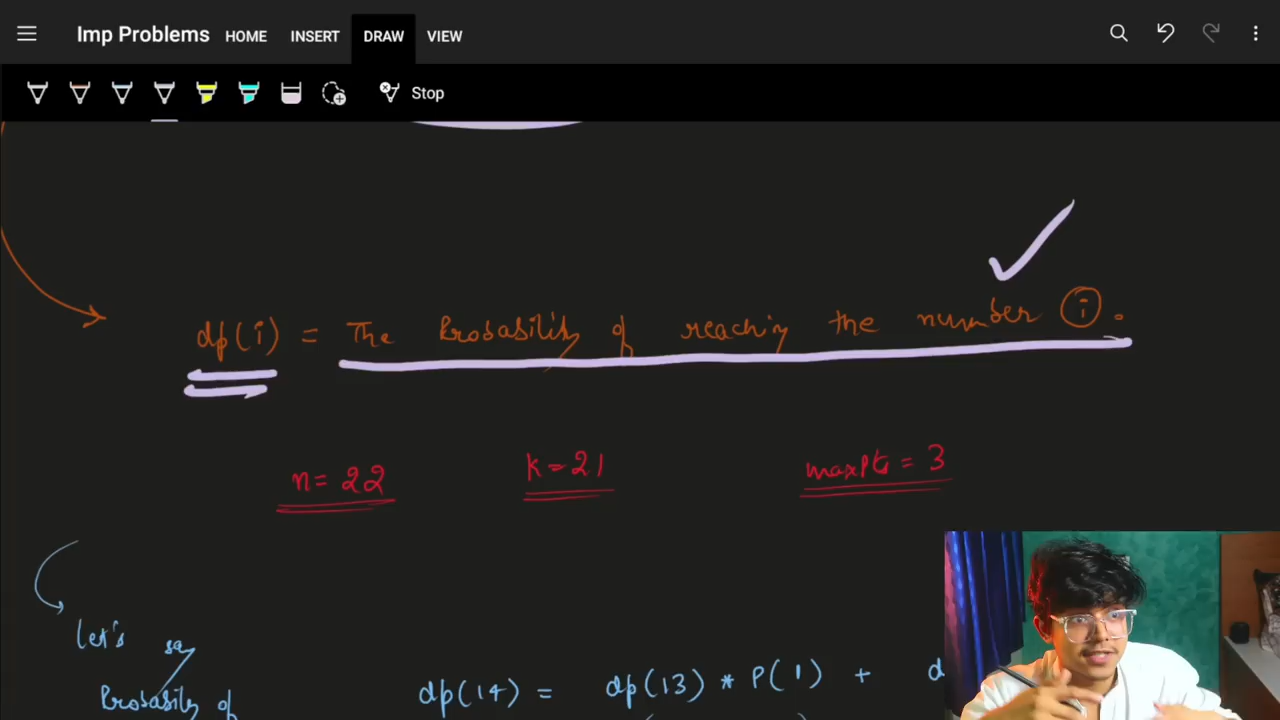 Imp Problems HOME INSERT DRAW VIEW
Stop
dp(i) = The Probability of reaching the number i.
n=22 k=21 maxPts = 3
Let's say
Probability of
dp(14) = dp(13) * P(1) + d